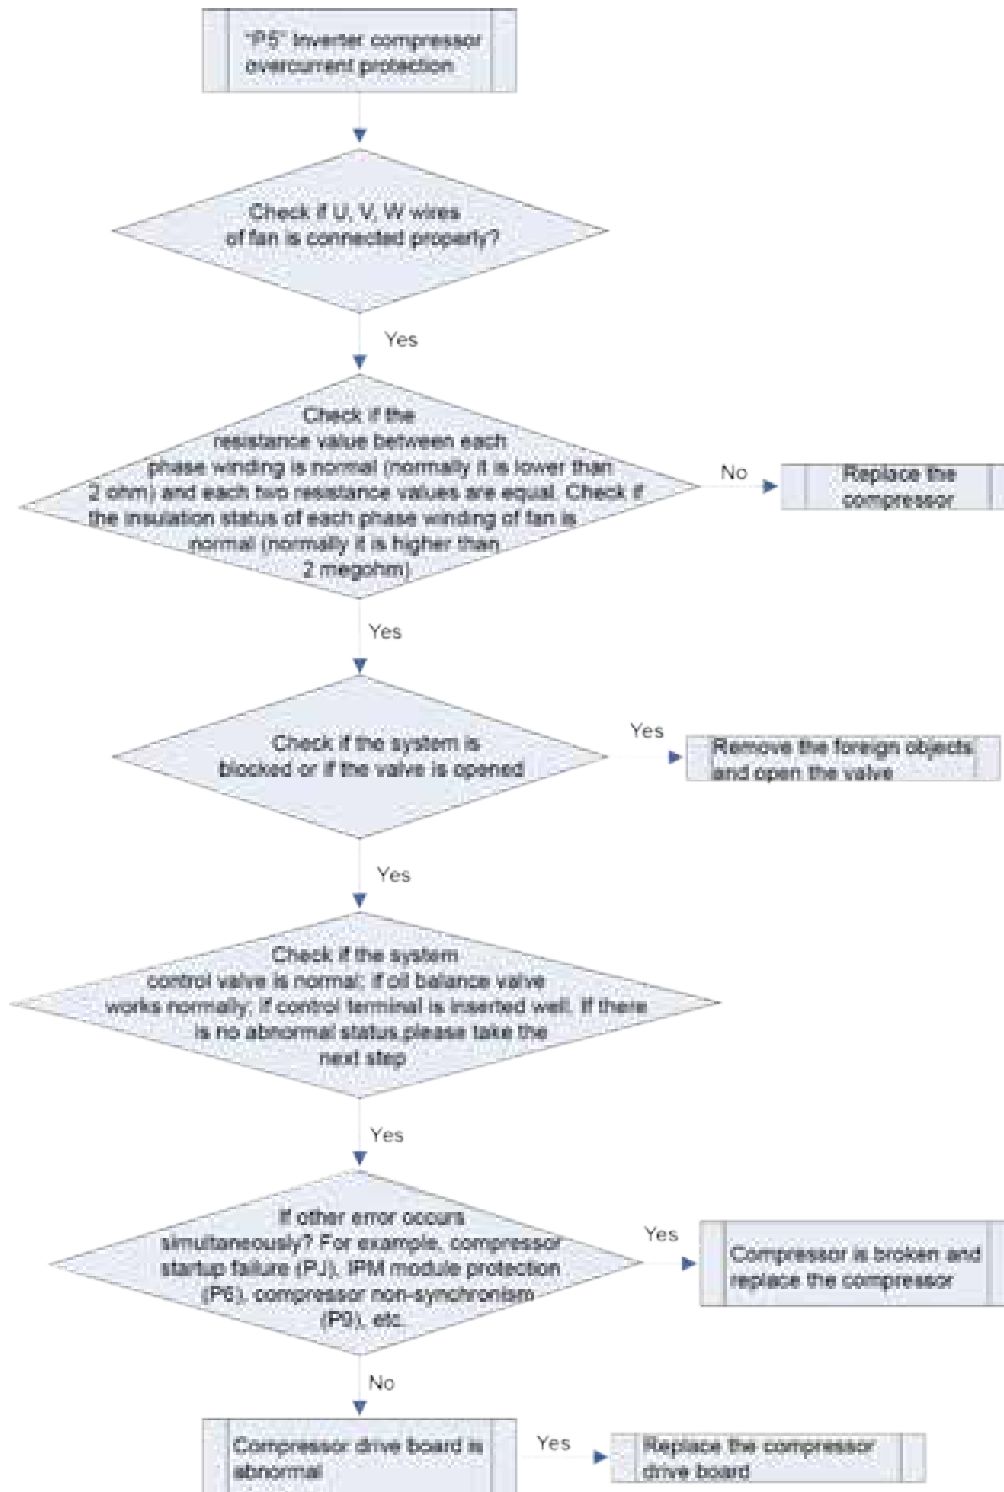 "P5" Inverter compressor
overcurrent protection
Check if U, V, W wires
of fan is connected properly?
Yes
Check if the
resistance value between each
phase winding is normal (normally it is lower than
2 ohm) and each two resistance values are equal. Check if
the insulation status of each phase winding of fan is
normal (normally it is higher than
2 megohm)
No
Replace the
compressor
Yes
Check if the system is
blocked or if the valve is opened
Yes
Remove the foreign objects
and open the valve
Yes
Check if the system
control valve is normal; if oil balance valve
works normally; if control terminal is inserted well. If there
is no abnormal status,please take the
next step
Yes
If other error occurs
simultaneously? For example, compressor
startup failure (PJ), IPM module protection
(P6), compressor non-synchronism
(P9), etc.
Yes
Compressor is broken and
replace the compressor
No
Compressor drive board is
abnormal
Yes
Replace the compressor
drive board